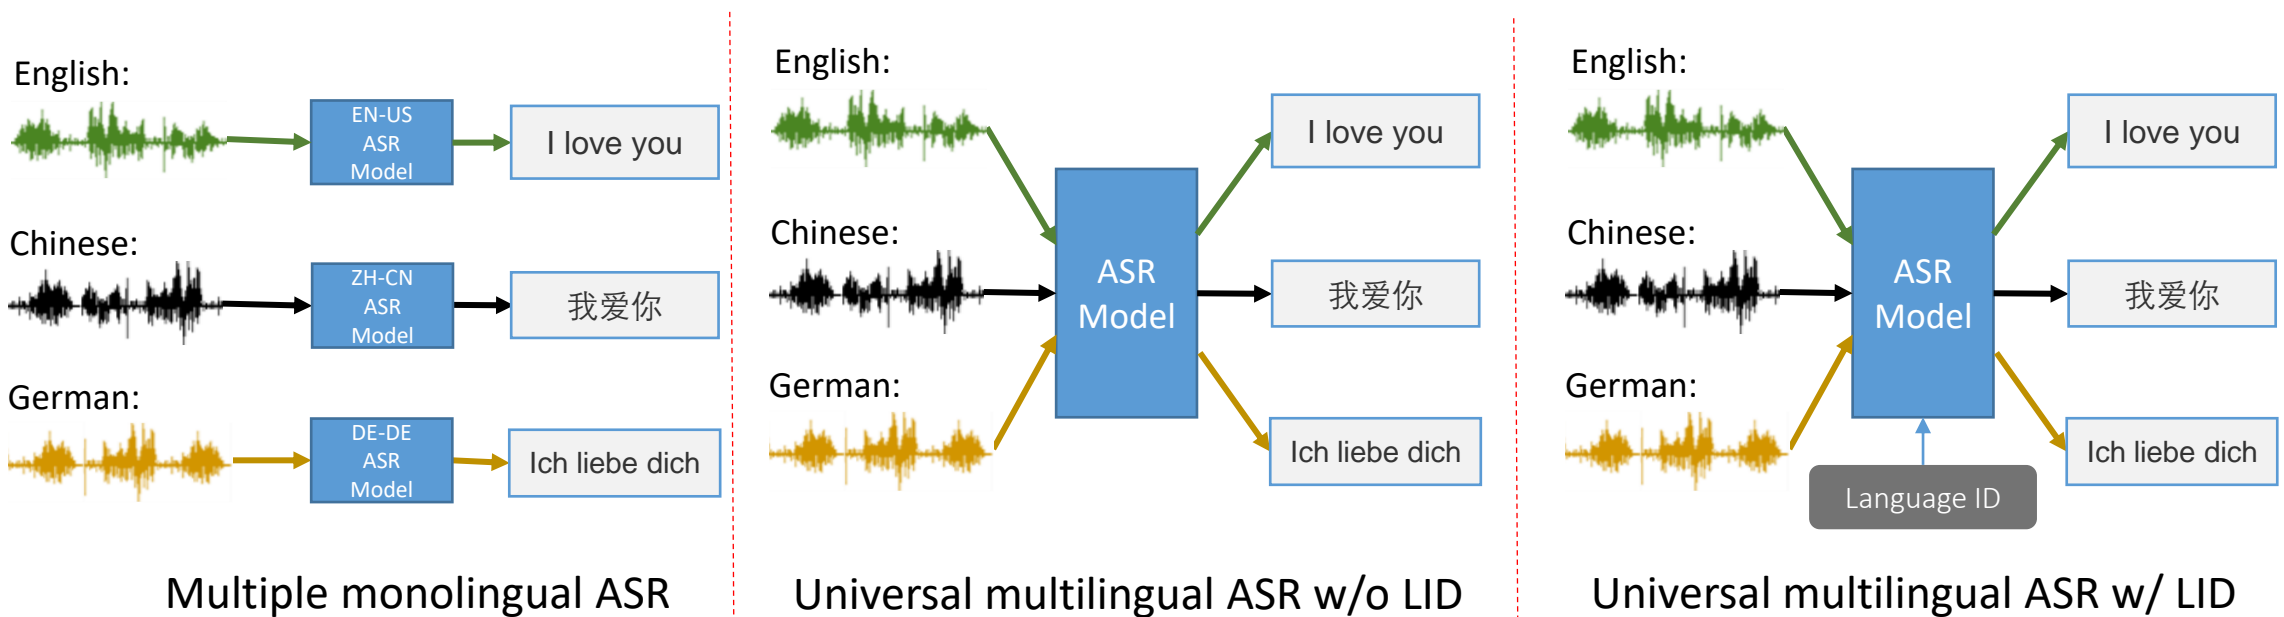 English:
EN-US
ASR
Model
I love you
Chinese:
ZH-CN
ASR
Model
我爱你
German:
DE-DE
ASR
Model
Ich liebe dich
Multiple monolingual ASR
English:
I love you
Chinese:
ASR
Model
我爱你
German:
Ich liebe dich
Universal multilingual ASR w/o LID
English:
I love you
Chinese:
ASR
Model
我爱你
German:
Ich liebe dich
Language ID
Universal multilingual ASR w/ LID